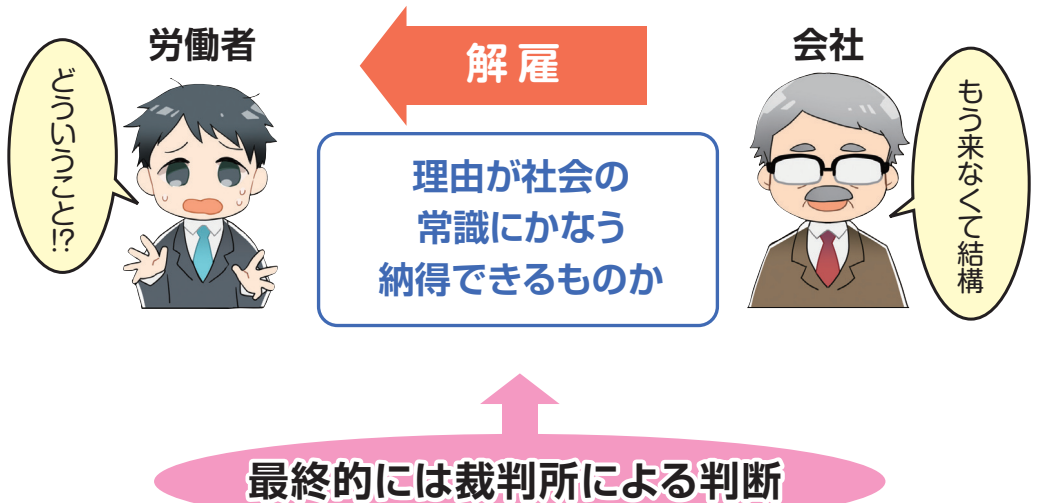 労働者
解雇
会社
どういうこと!?
もう来なくて結構
理由が社会の
常識にかなう
納得できるものか
最終的には裁判所による判断